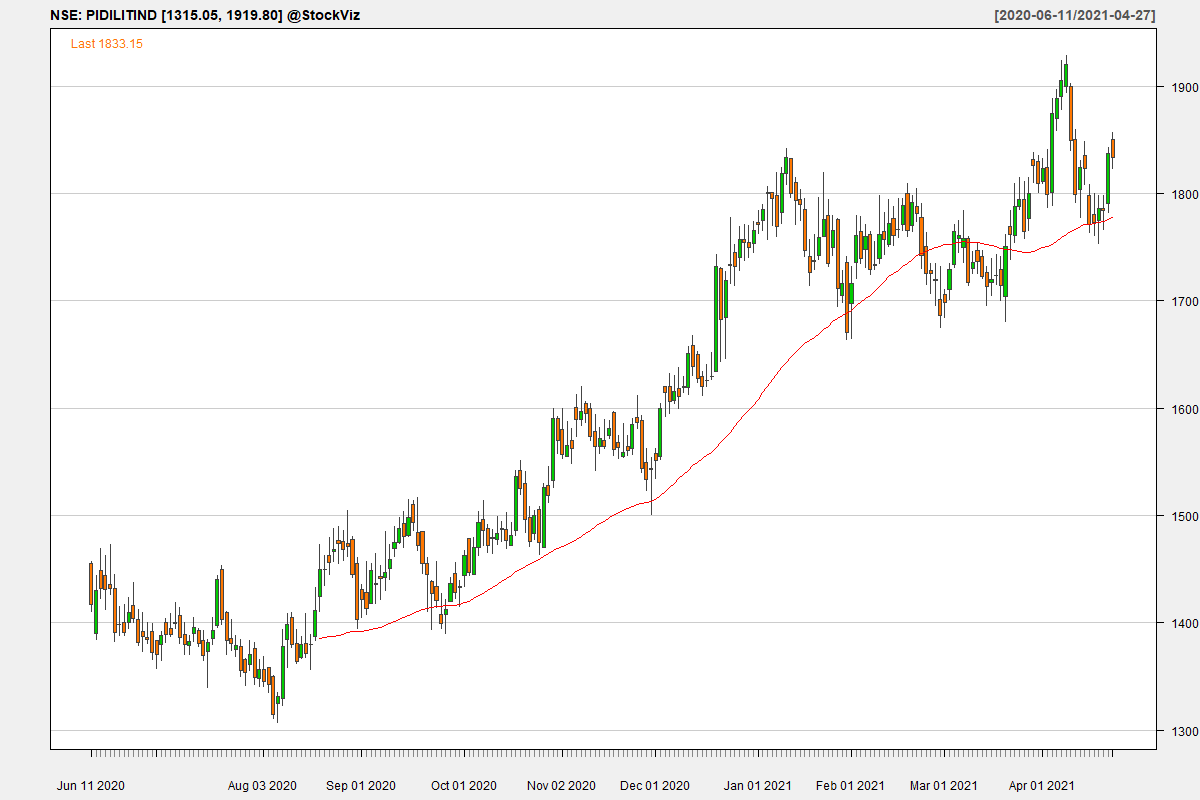 NSE: PIDILITIND [1315.05, 1919.80] @StockViz
[2020-06-11/2021-04-27]
Last 1833.15
1900
1800
1700
1600
1500
1400
1300
Jun 11 2020
Aug 03 2020
Sep 01 2020
Oct 01 2020
Nov 02 2020
Dec 01 2020
Jan 01 2021
Feb 01 2021
Mar 01 2021
Apr 01 2021